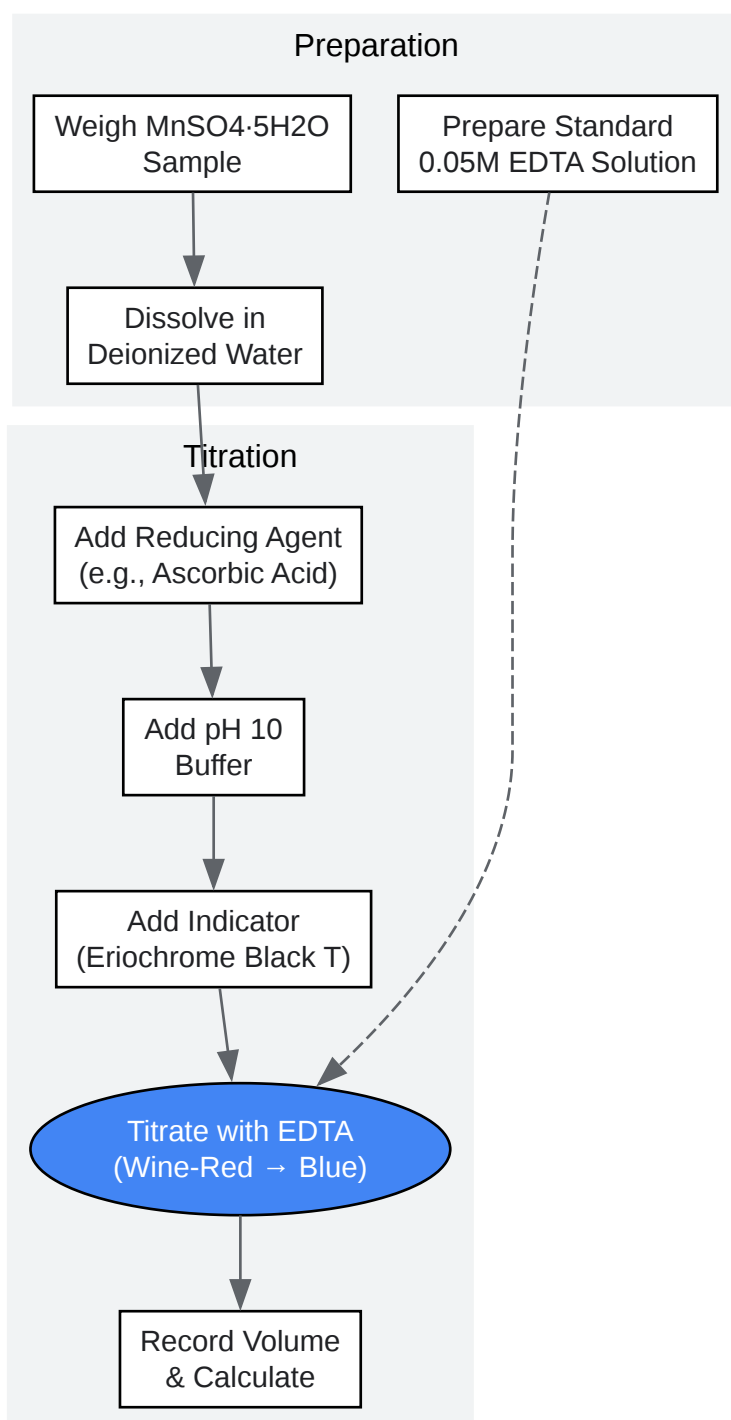 Preparation
Weigh MnSO4·5H2O
Sample
Prepare Standard
0.05M EDTA Solution
Dissolve in
Deionized Water
Titration
Add Reducing Agent
(e.g., Ascorbic Acid)
Add pH 10
Buffer
Add Indicator
(Eriochrome Black T)
Titrate with EDTA
(Wine-Red → Blue)
Record Volume
& Calculate